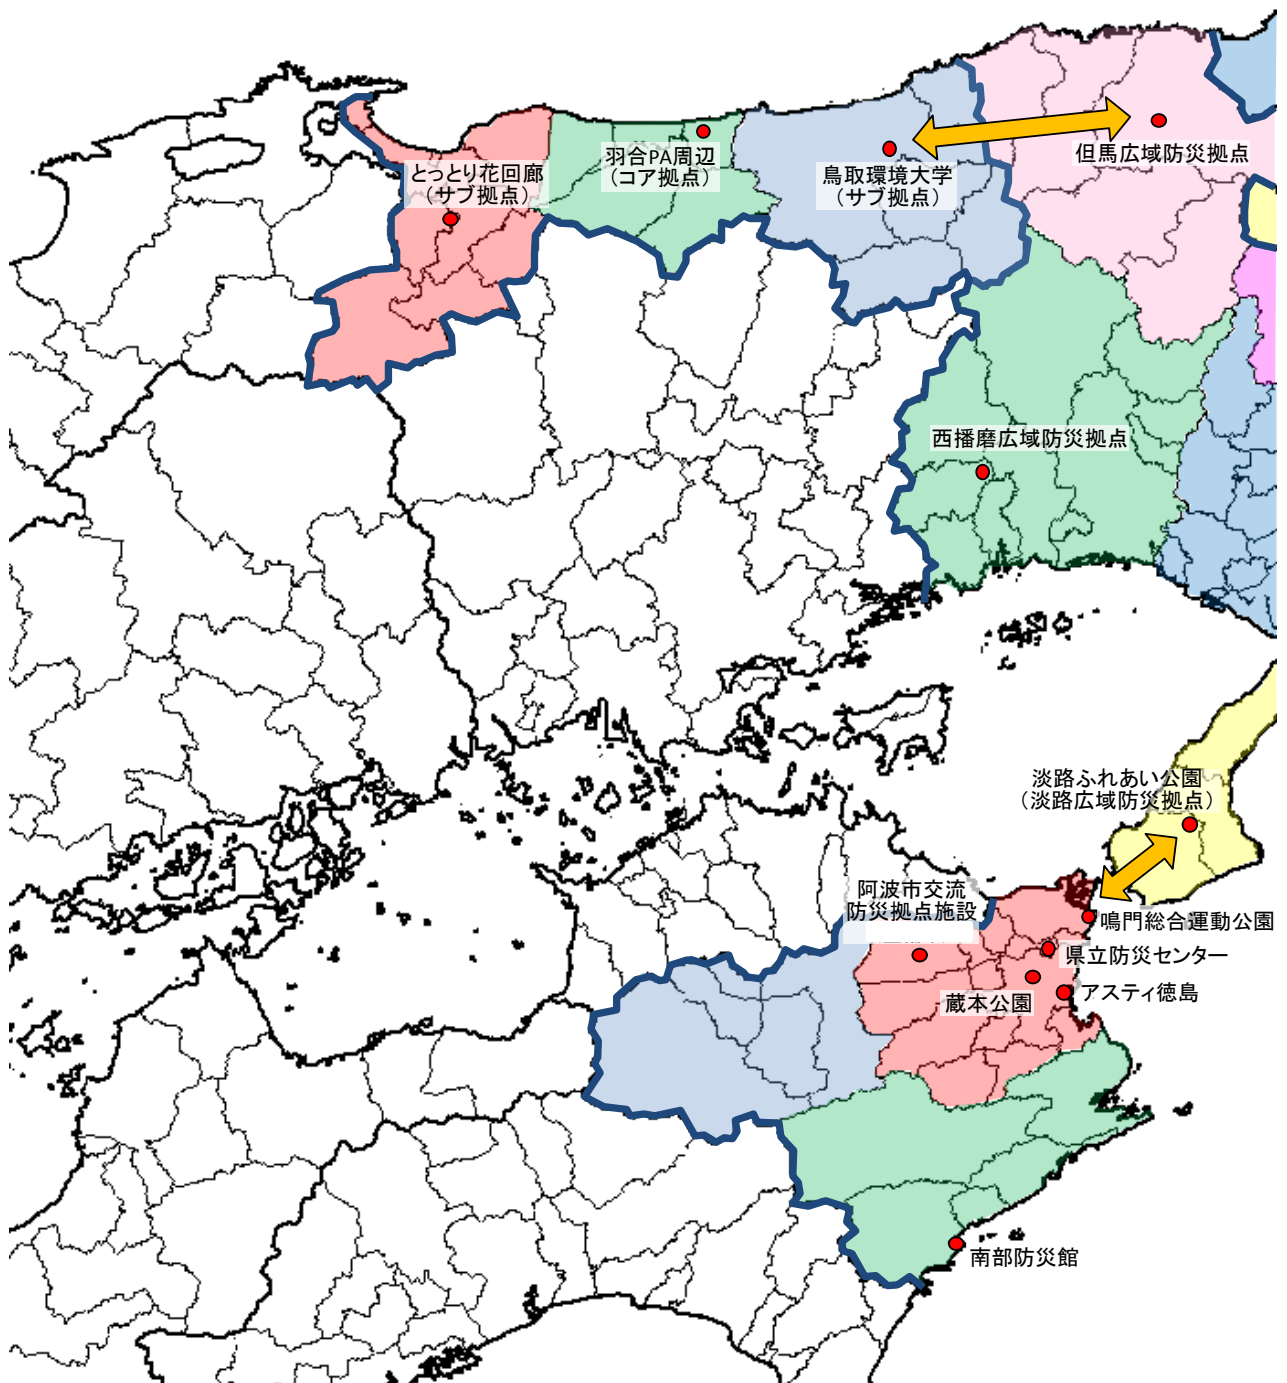 但馬広域防災拠点
羽合PA周辺
（コア拠点）
とっとり花回廊
（サブ拠点）
鳥取環境大学
（サブ拠点）
西播磨広域防災拠点
淡路ふれあい公園
（淡路広域防災拠点）
阿波市交流
防災拠点施設
鳴門総合運動公園
県立防災センター
アスティ徳島
蔵本公園
南部防災館